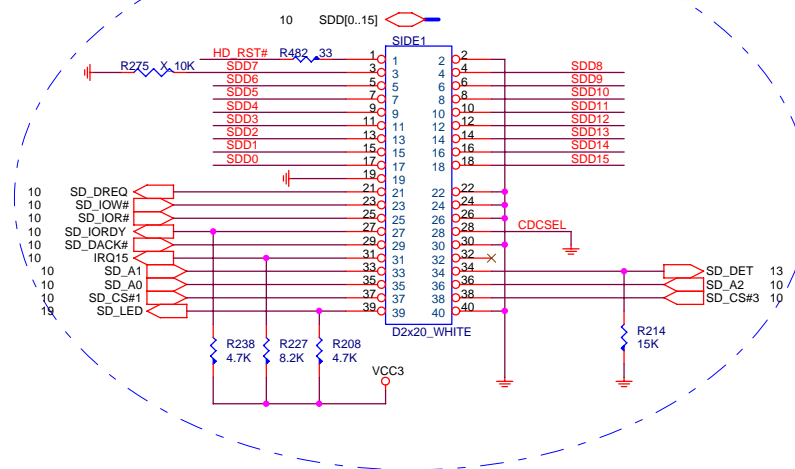 10 SDD[0..15]
SIDE1
HD_RST# R482 33 1 1 2 2
R275 X 10K SDD7 3 3 4 4 SDD8
SDD6 5 5 6 6 SDD9
SDD5 7 7 8 8 SDD10
SDD4 9 9 10 10 SDD11
SDD3 11 11 12 12 SDD12
SDD2 13 13 14 14 SDD13
SDD1 15 15 16 16 SDD14
SDD0 17 17 18 18 SDD15
19 19
10 SD_DREQ 21 21 22 22
10 SD_IOW# 23 23 24 24
10 SD_IOR# 25 25 26 26
10 SD_IORDY 27 27 28 28 CDCSEL
10 SD_DACK# 29 29 30 30
10 IRQ15 31 31 32 32
10 SD_A1 33 33 34 34 SD_DET 13
10 SD_A0 35 35 36 36 SD_A2 10
10 SD_CS#1 37 37 38 38 SD_CS#3 10
19 SD_LED 39 39 40 40
D2x20_WHITE
R238 R227 R208 R214
4.7K 8.2K 4.7K 15K
VCC3